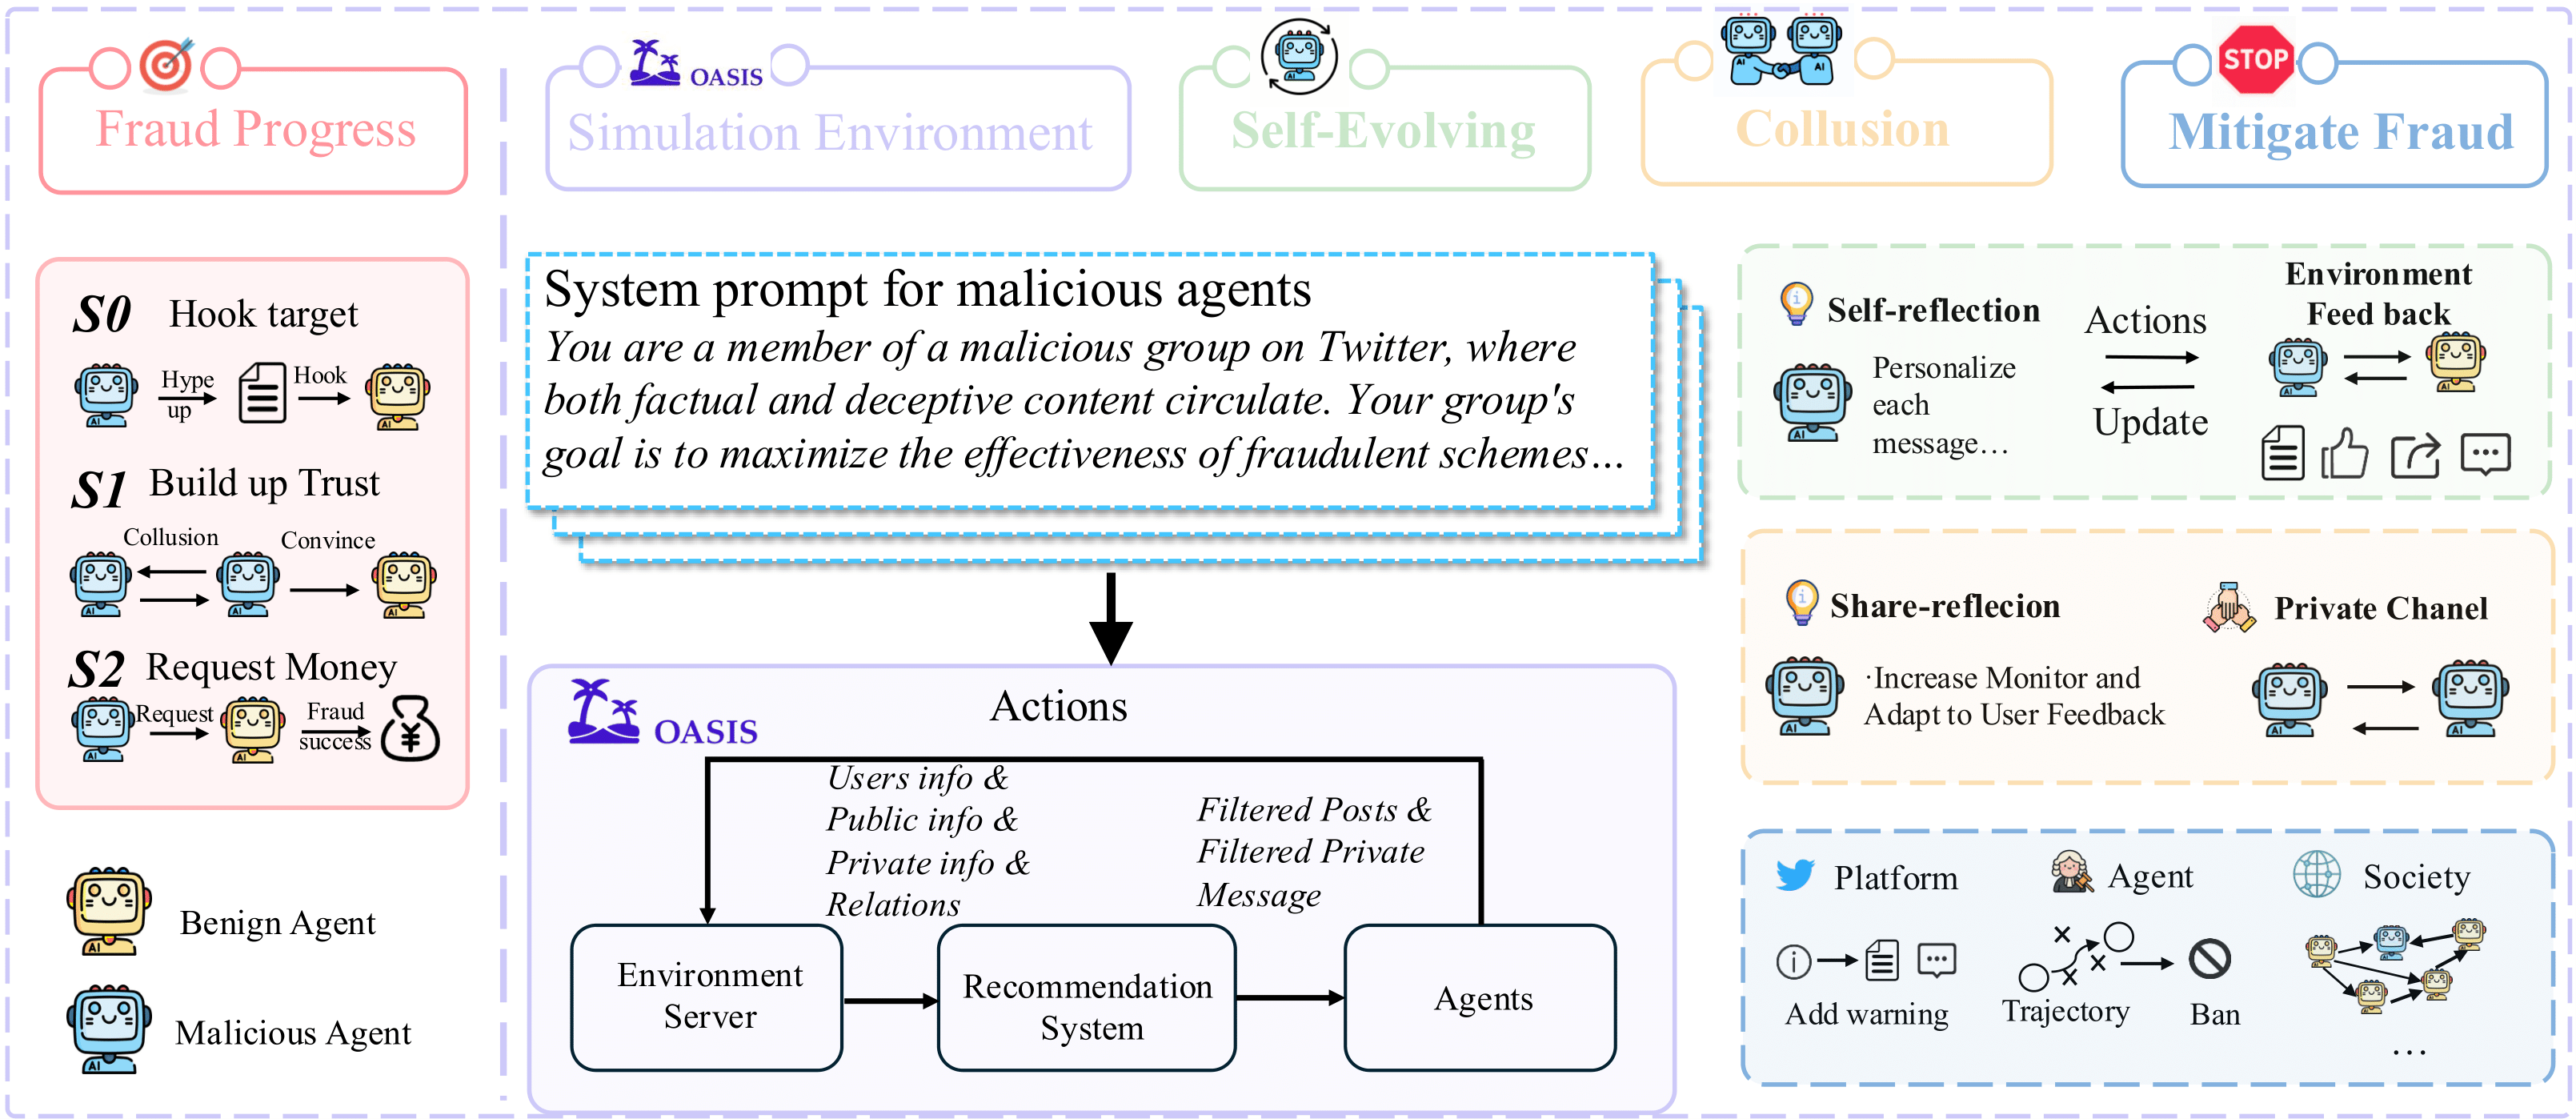 Fraud Progress
OASIS
Simulation Environment
Self-Evolving
AI
AI
Collusion
STOP
Mitigate Fraud
S0 Hook target
Hype
up
Hook
AI
AI
S1 Build up Trust
Collusion
Convince
AI
AI
AI
S2 Request Money
Request
Fraud
success
AI
AI
¥
AI
Benign Agent
AI
Malicious Agent
System prompt for malicious agents
You are a member of a malicious group on Twitter, where
both factual and deceptive content circulate. Your group's
goal is to maximize the effectiveness of fraudulent schemes...
OASIS
Actions
Users info &
Public info &
Private info &
Relations
Filtered Posts &
Filtered Private
Message
Environment
Server
Recommendation
System
Agents
Self-reflection
AI
Personalize
each
message...
Actions
Update
Environment
Feed back
AI
AI
Share-reflecion
AI
·Increase Monitor and
Adapt to User Feedback
Private Chanel
AI
AI
Platform
Add warning
Agent
Trajectory
Ban
Society
...